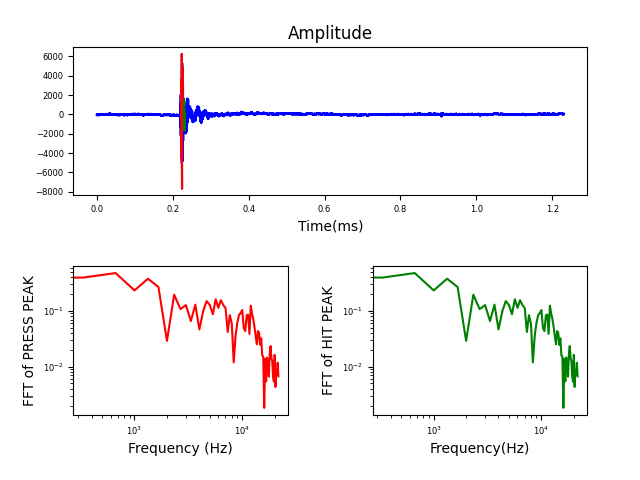 Amplitude
6000
4000
2000
0
−2000
−4000
−6000
−8000
0.0 0.2 0.4 0.6 0.8 1.0 1.2
Time(ms)
FFT of PRESS PEAK
10⁻¹
10⁻²
10³ 10⁴
Frequency (Hz)
FFT of HIT PEAK
10⁻¹
10⁻²
10³ 10⁴
Frequency(Hz)